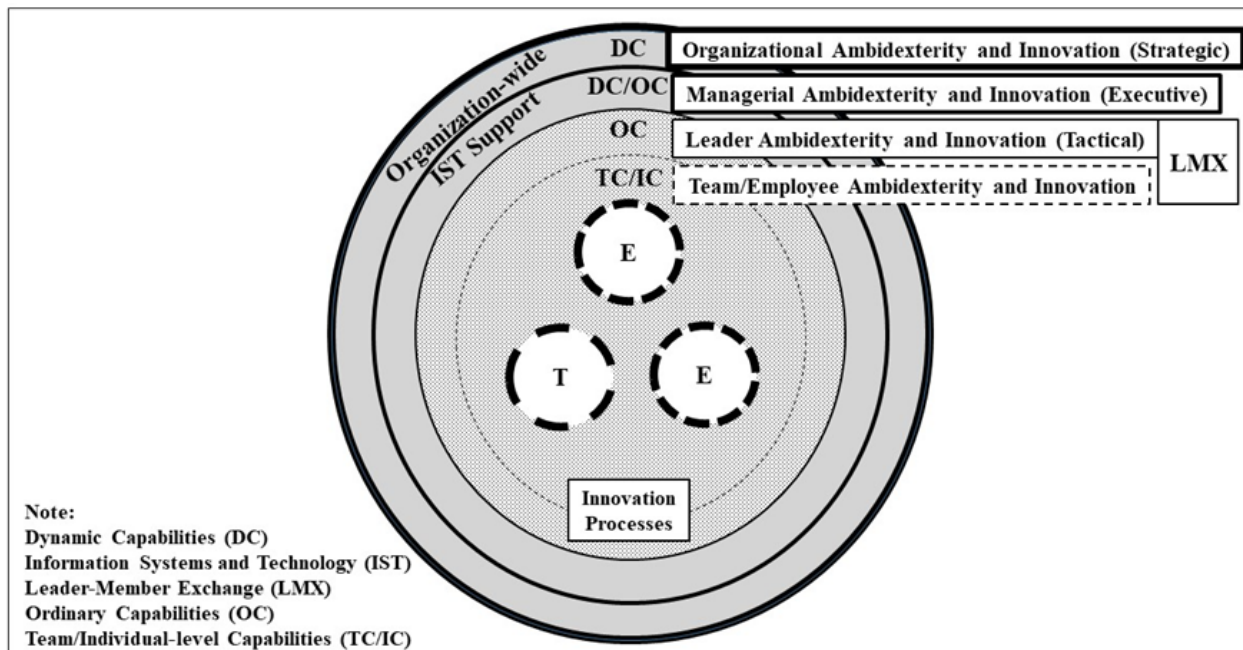 DC
Organizational Ambidexterity and Innovation (Strategic)
Organization-wide
DC/OC
Managerial Ambidexterity and Innovation (Executive)
IST Support
OC
Leader Ambidexterity and Innovation (Tactical)
LMX
TC/IC
Team/Employee Ambidexterity and Innovation
E
T
E
Innovation
Processes
Note:
Dynamic Capabilities (DC)
Information Systems and Technology (IST)
Leader-Member Exchange (LMX)
Ordinary Capabilities (OC)
Team/Individual-level Capabilities (TC/IC)